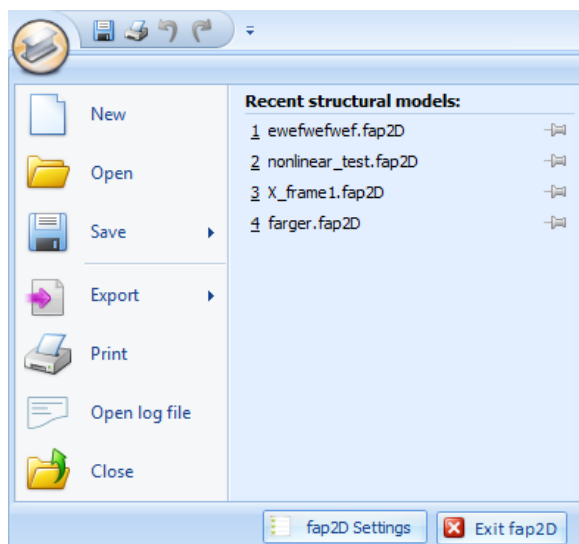 New
Open
Save
Export
Print
Open log file
Close
Recent structural models:
1 ewefwefwef.fap2D
2 nonlinear_test.fap2D
3 X_frame1.fap2D
4 farger.fap2D
fap2D Settings
Exit fap2D